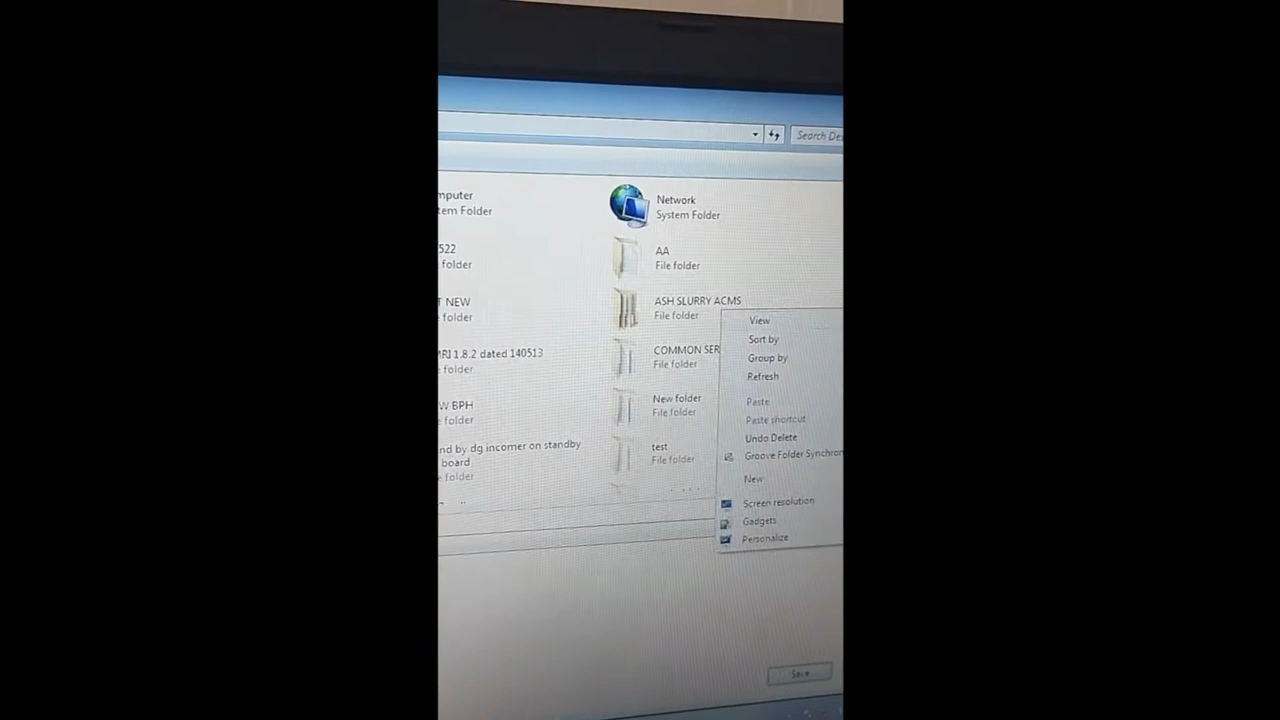 Search Des
mputer
tem Folder
Network
System Folder
522
folder
AA
File folder
T NEW
folder
ASH SLURRY ACMS
File folder
MRI 1.8.2 dated 140513
e folder
COMMON SER
File folder
W BPH
e folder
New folder
File folder
nd by dg incomer on standby
board
e folder
test
File folder
View
Sort by
Group by
Refresh
Paste
Paste shortcut
Undo Delete
Groove Folder Synchron
New
Screen resolution
Gadgets
Personalize
Save